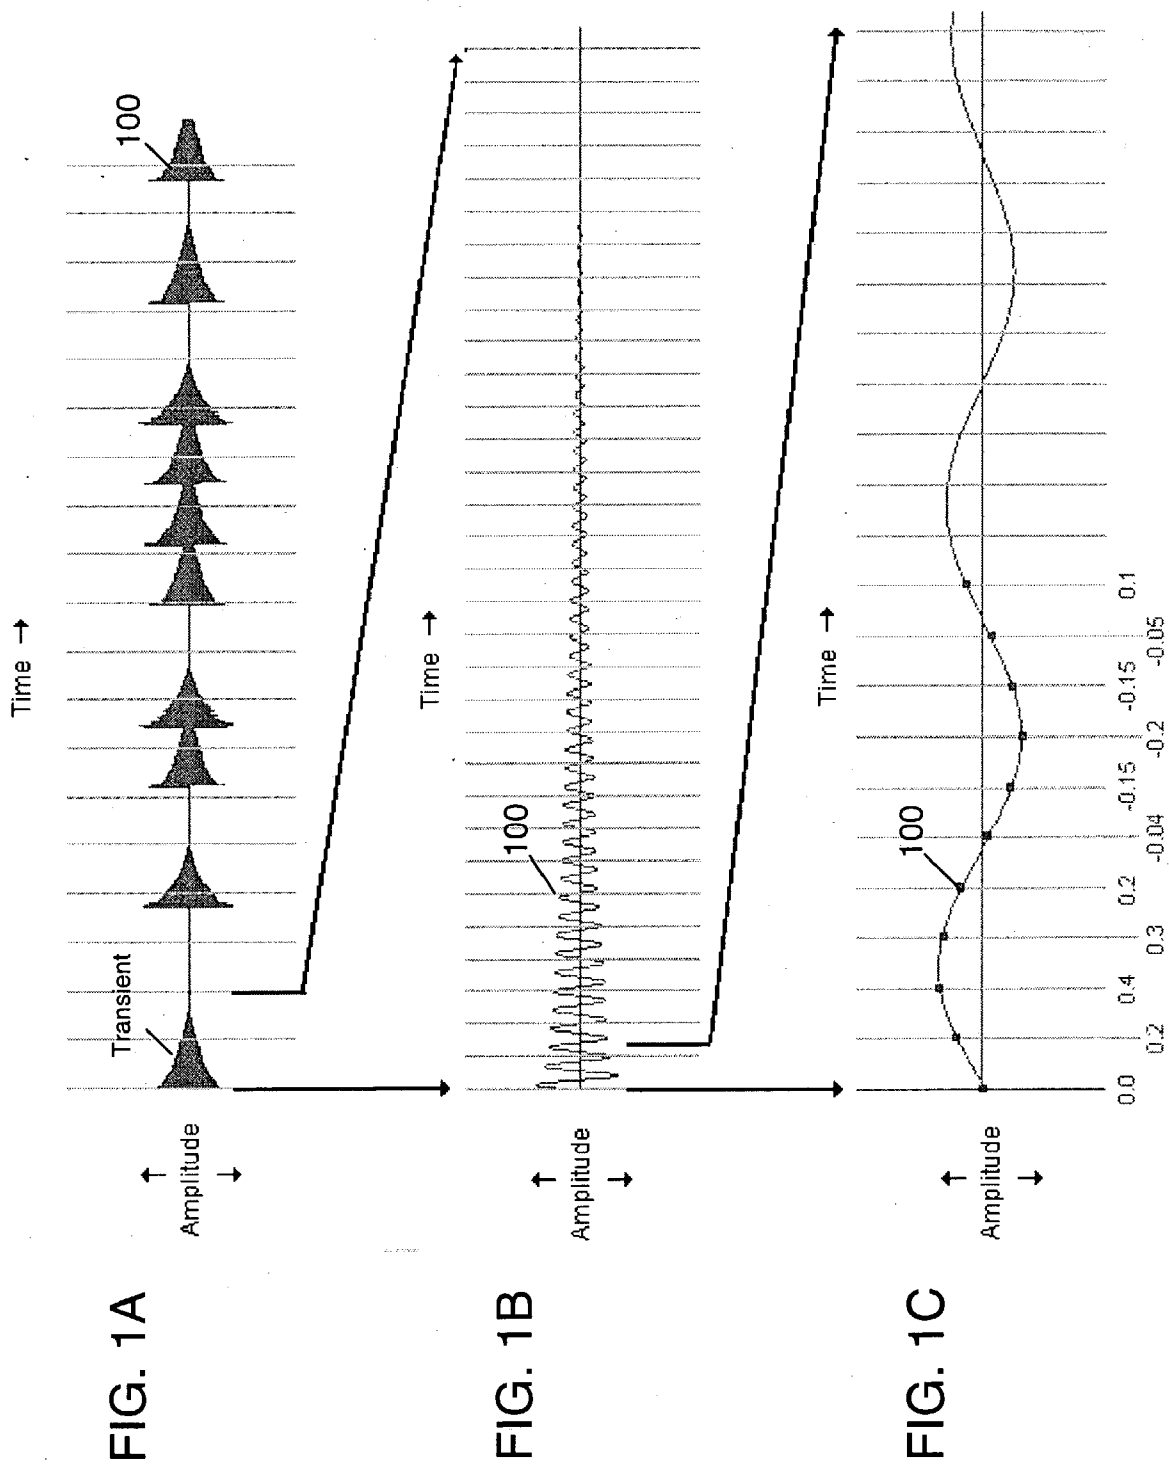 FIG. 1A
Time →
Amplitude
Transient
100
FIG. 1B
Time →
Amplitude
100
FIG. 1C
Time →
Amplitude
100
0.0 0.2 0.4 0.3 0.2 -0.04 -0.15 -0.2 -0.15 -0.05 0.1